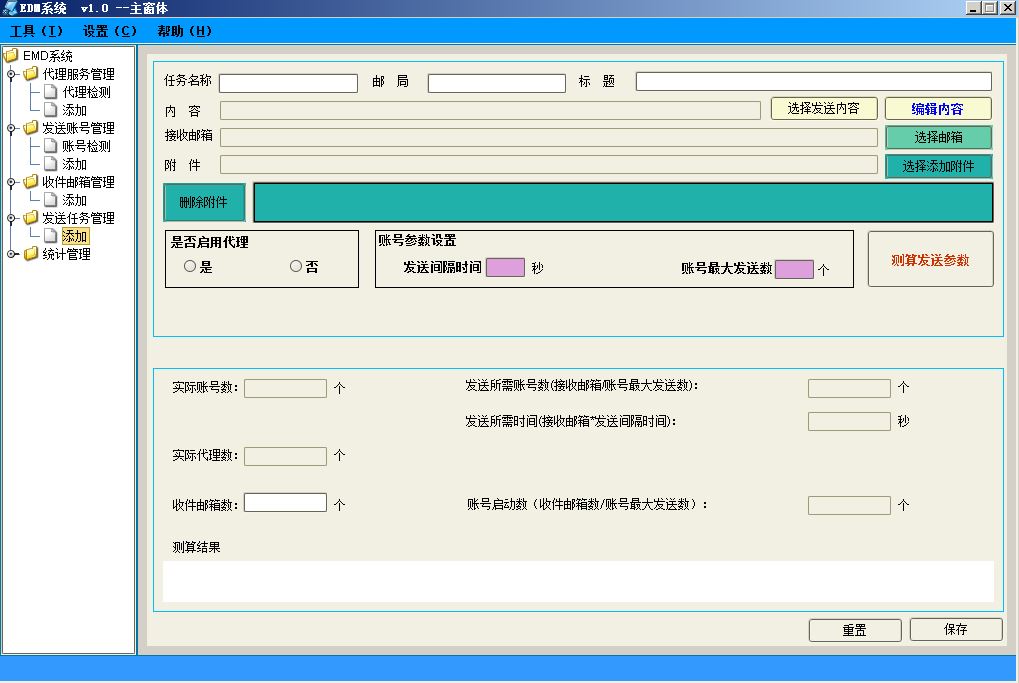 EDM系统 v1.0 --主窗体
工具(I) 设置(C) 帮助(H)
EMD系统
代理服务管理
代理检测
添加
发送账号管理
账号检测
添加
收件邮箱管理
添加
发送任务管理
添加
统计管理
任务名称 邮 局 标 题
内 容 选择发送内容 编辑内容
接收邮箱 选择邮箱
附 件 选择添加附件
删除附件
是否启用代理
是 否
账号参数设置
发送间隔时间 秒 账号最大发送数 个
测算发送参数
实际账号数: 个 发送所需账号数(接收邮箱/账号最大发送数): 个
发送所需时间(接收邮箱*发送间隔时间): 秒
实际代理数: 个
收件邮箱数: 个 账号启动数（收件邮箱数/账号最大发送数）: 个
测算结果
重置 保存